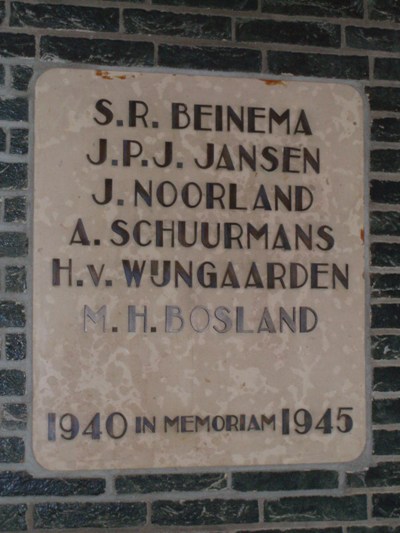 S.R. BEINEMA
J.P.J. JANSEN
J. NOORLAND
A. SCHUURMANS
H.v. WIJNGAARDEN
M.H. BOSLAND
1940 IN MEMORIAM 1945